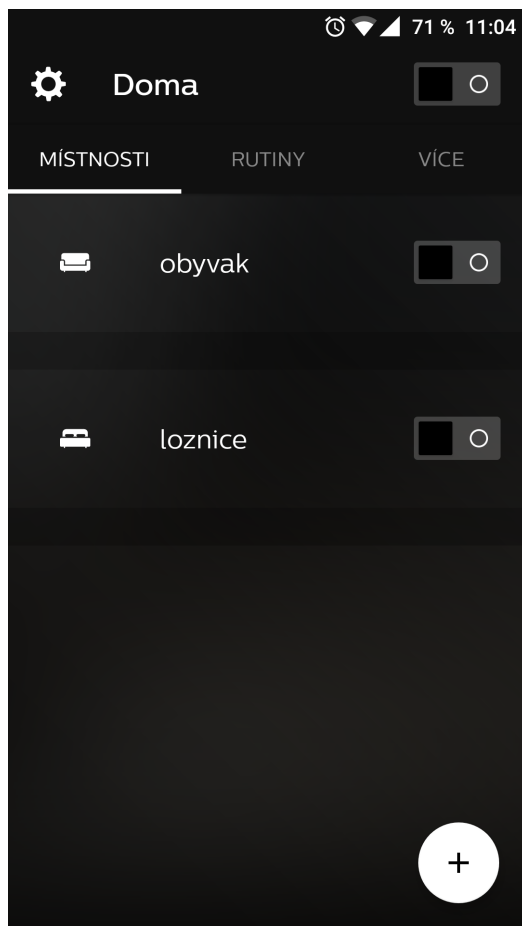 71 % 11:04
Doma
MÍSTNOSTI RUTINY VÍCE
obyvak
loznice
+